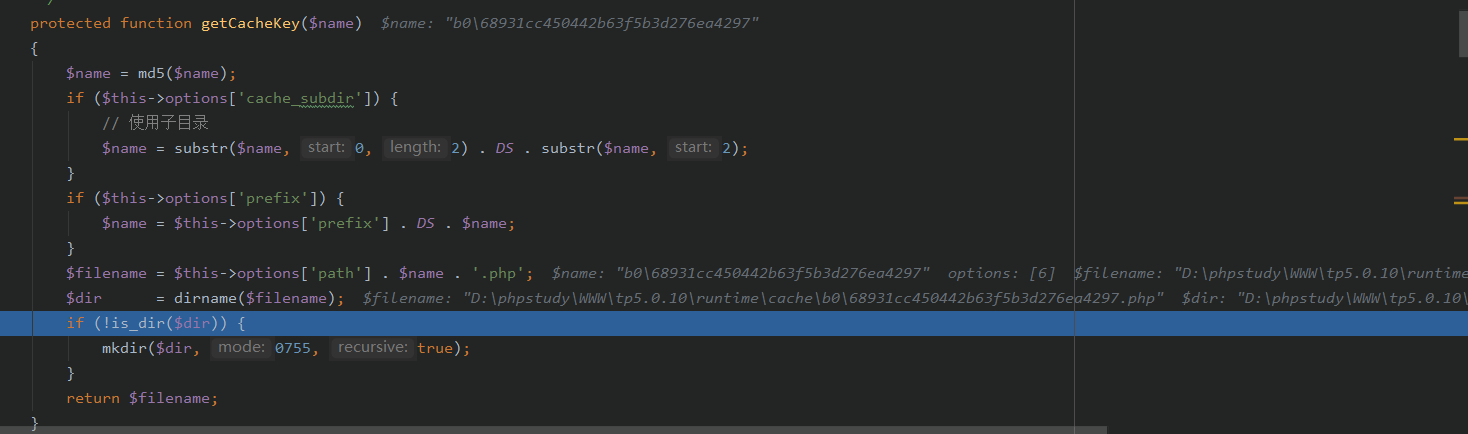 protected function getCacheKey($name)  $name: "b0\68931cc450442b63f5b3d276ea4297"
{
$name = md5($name);
if ($this->options['cache_subdir']) {
// 使用子目录
$name = substr($name, start: 0, length: 2) . DS . substr($name, start: 2);
}
if ($this->options['prefix']) {
$name = $this->options['prefix'] . DS . $name;
}
$filename = $this->options['path'] . $name . '.php';  $name: "b0\68931cc450442b63f5b3d276ea4297"  options: [6]  $filename: "D:\phpstudy\WWW\tp5.0.10\runtime
$dir      = dirname($filename);  $filename: "D:\phpstudy\WWW\tp5.0.10\runtime\cache\b0\68931cc450442b63f5b3d276ea4297.php"  $dir: "D:\phpstudy\WWW\tp5.0.10\
if (!is_dir($dir)) {
mkdir($dir, mode: 0755, recursive: true);
}
return $filename;
}